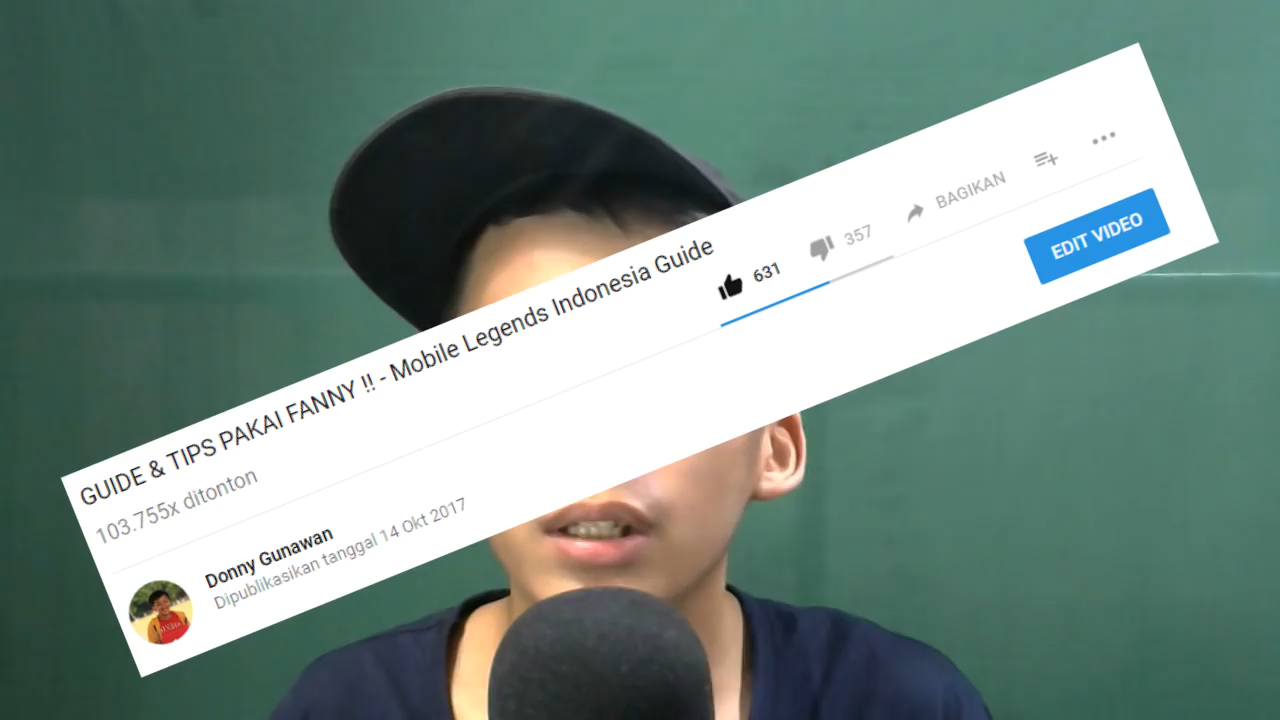 GUIDE & TIPS PAKAI FANNY !! - Mobile Legends Indonesia Guide
103.755x ditonton
631 357 BAGIKAN
Donny Gunawan
Dipublikasikan tanggal 14 Okt 2017
EDIT VIDEO